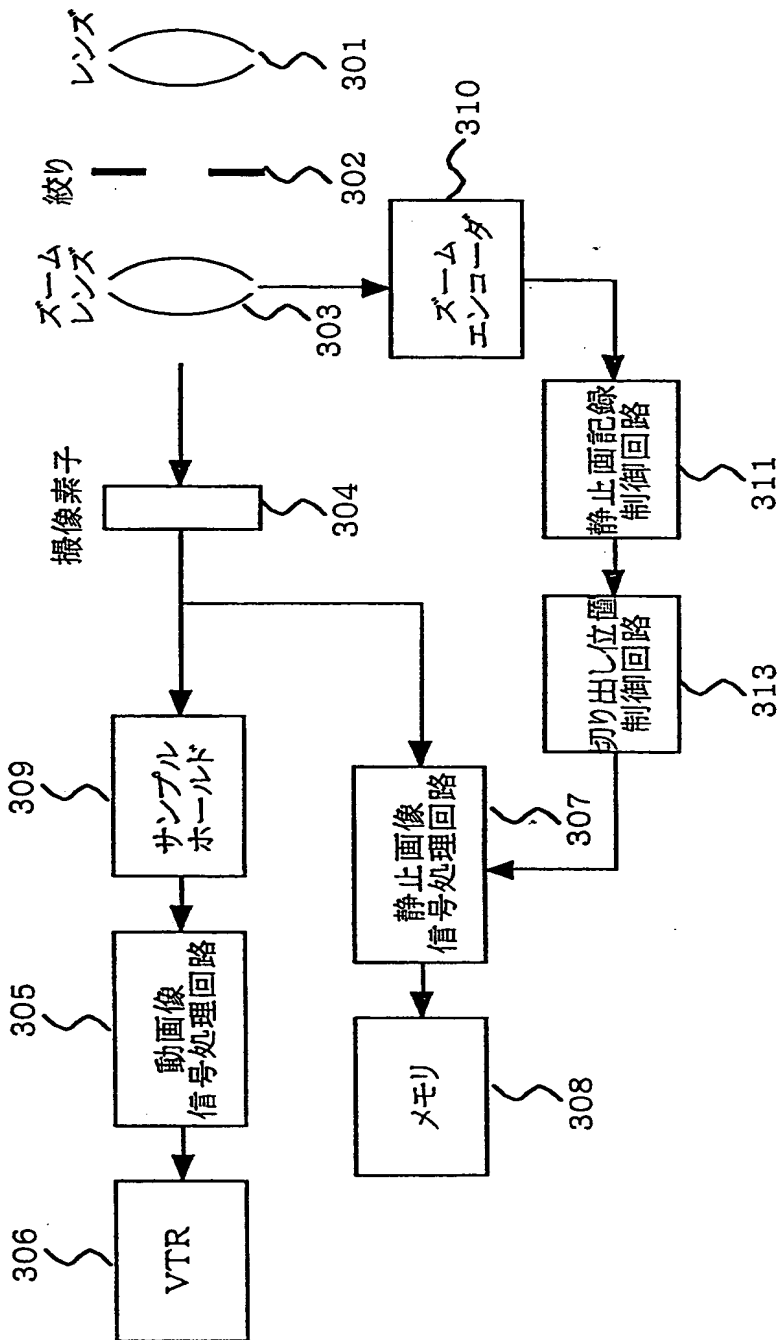 レンズ
301
絞り
302
ズーム
レンズ
303
310
ズーム
エンコーダ
撮像素子
304
静止画記録
制御回路
311
切り出し位置
制御回路
313
309
サンプル
ホールド
静止画像
信号処理回路
307
305
動画像
信号処理回路
メモリ
308
306
VTR